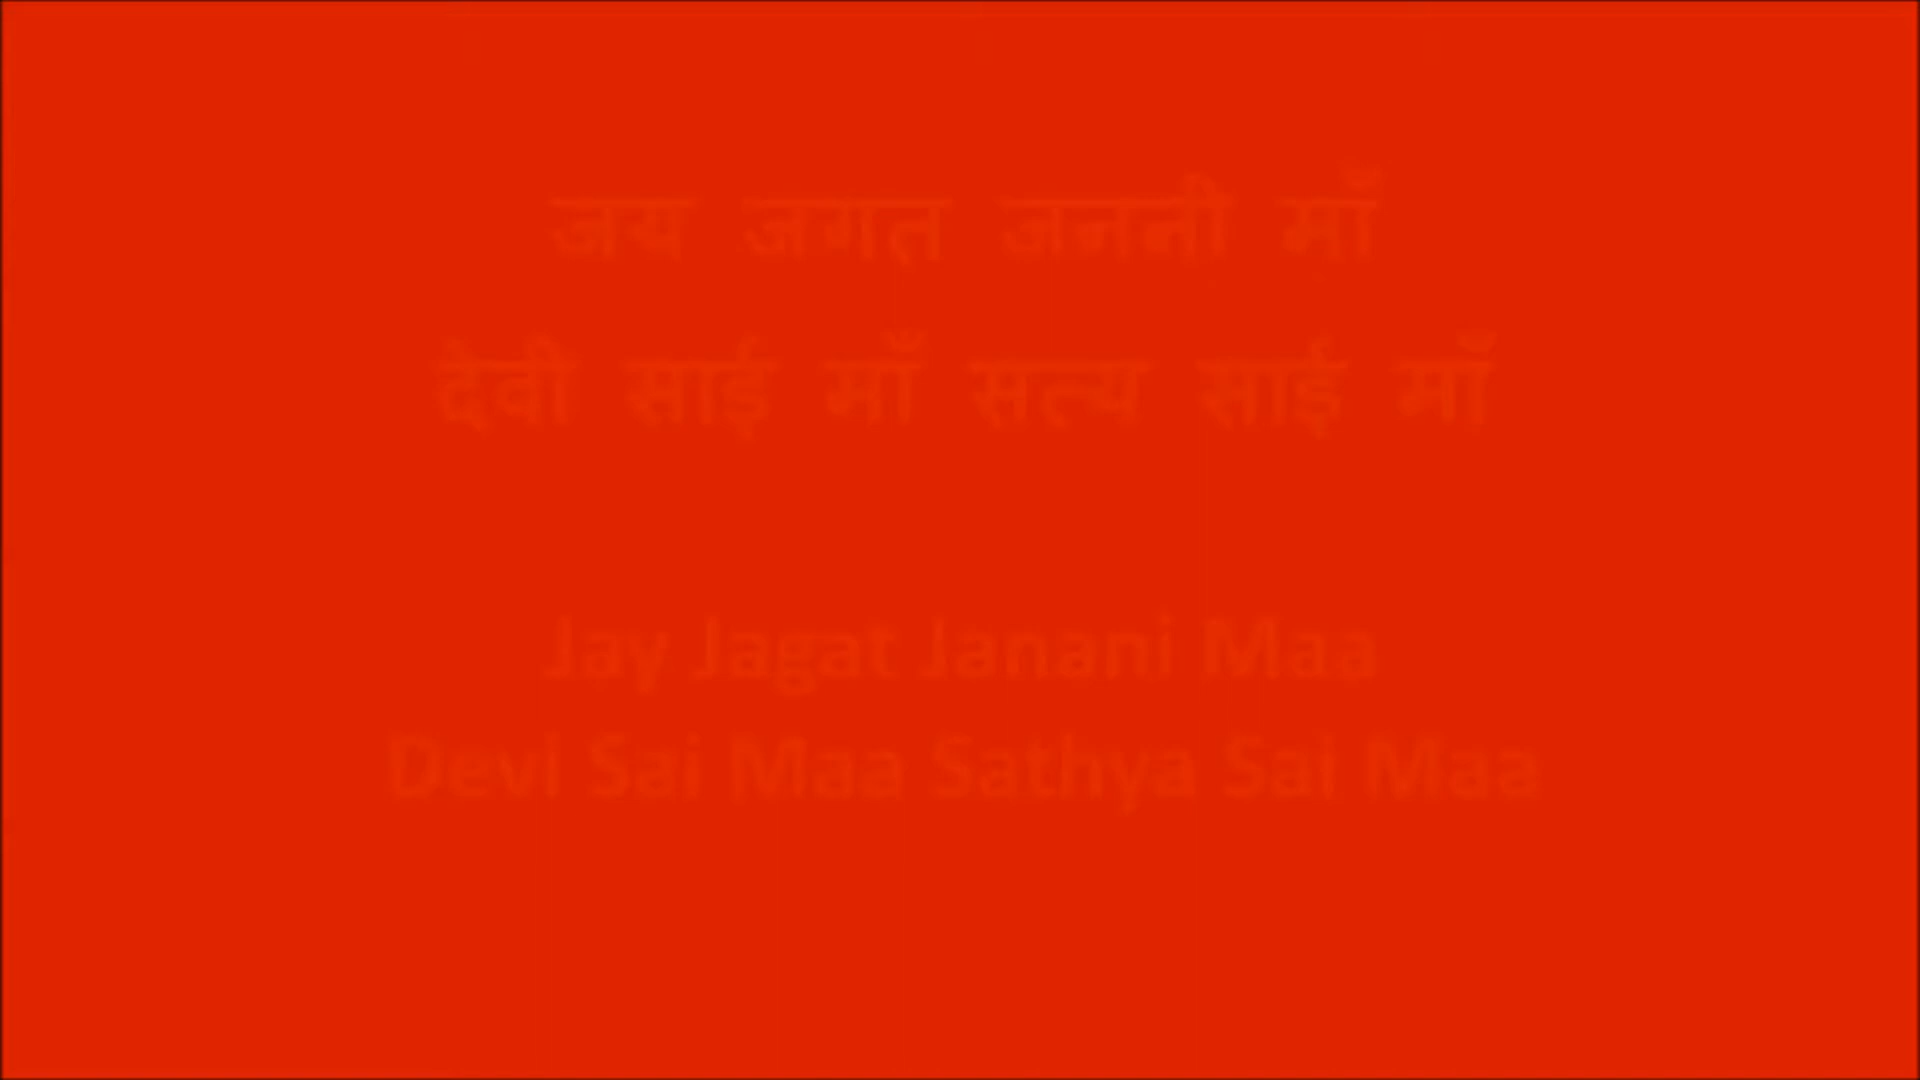 जय जगत जननी माँ
देवी साई माँ सत्य साई माँ
Jay Jagat Janani Maa
Devi Sai Maa Sathya Sai Maa